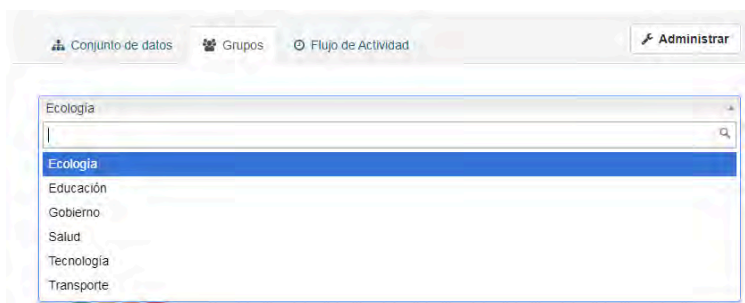 Conjunto de datos Grupos Flujo de Actividad Administrar
Ecología
Ecología
Educación
Gobierno
Salud
Tecnología
Transporte